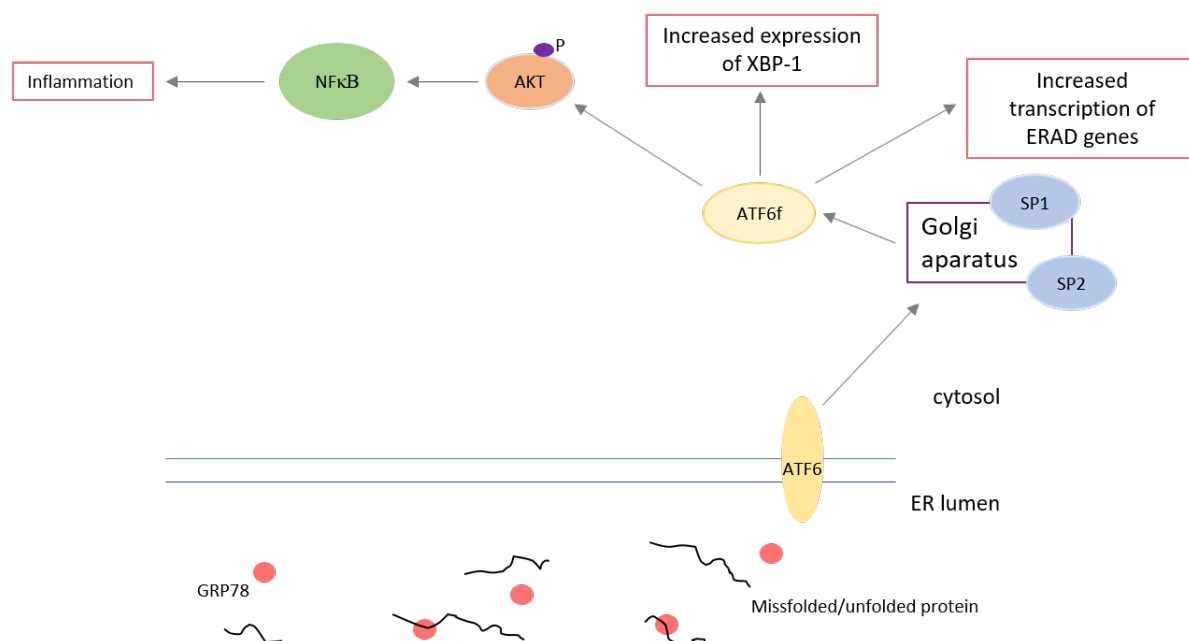 Increased expression
of XBP-1
P
Inflammation
NFκB
AKT
Increased
transcription of
ERAD genes
ATF6f
SP1
Golgi
apparatus
SP2
cytosol
ATF6
ER lumen
GRP78
Missfolded/unfolded protein